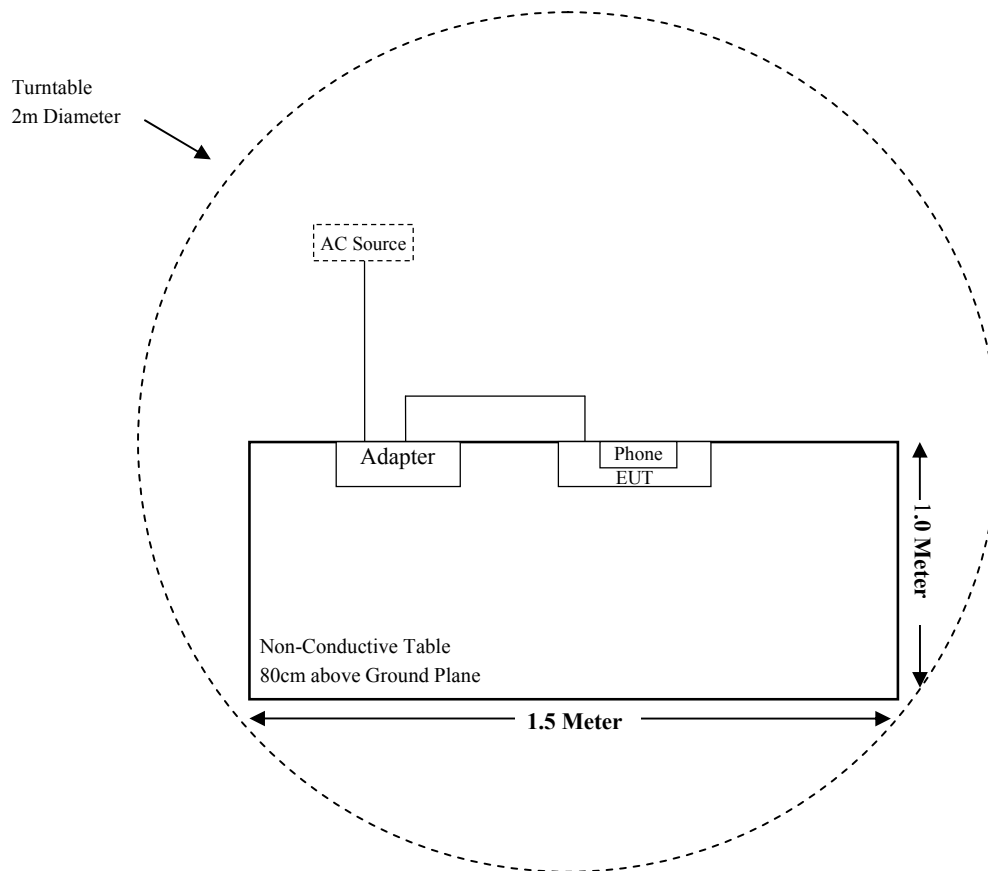 Turntable
2m Diameter
AC Source
Adapter
Phone
EUT
1.0 Meter
Non-Conductive Table
80cm above Ground Plane
1.5 Meter